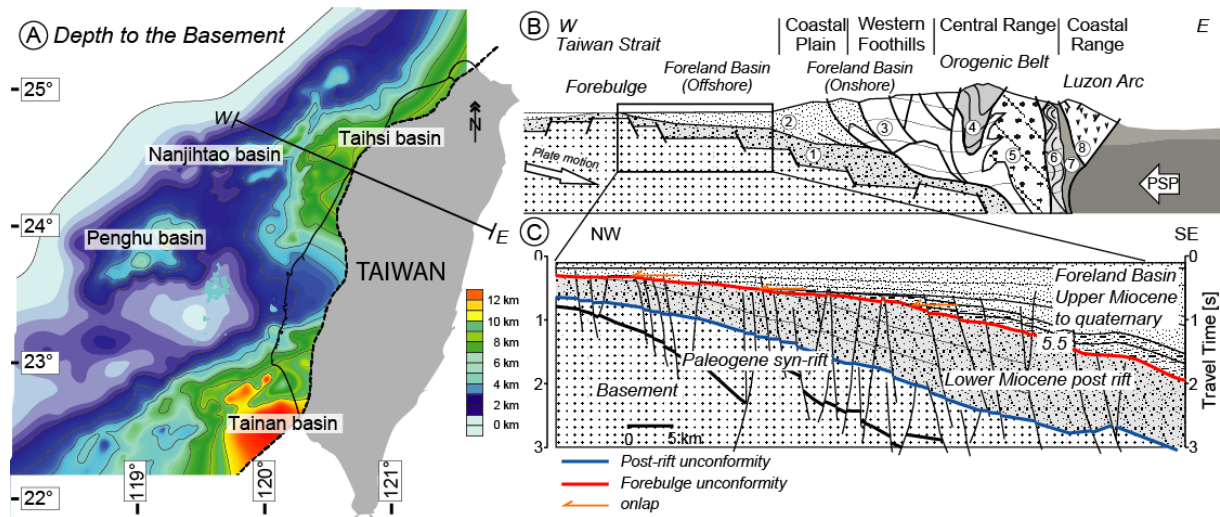 A Depth to the Basement
25°
24°
23°
22°
119°
120°
121°
W
E
N
Nanjihtao basin
Taihsi basin
Penghu basin
TAIWAN
Tainan basin
12 km
10 km
8 km
6 km
4 km
2 km
0 km
B
W
Taiwan Strait
Coastal
Plain
Western
Foothills
Central Range
Coastal
Range
E
Forebulge
Foreland Basin
(Offshore)
Foreland Basin
(Onshore)
Orogenic Belt
Luzon Arc
1
2
3
4
5
6
7
8
Plate motion
PSP
C
NW
SE
0
1
2
3
0
1
2
3
Travel Time [s]
Foreland Basin
Upper Miocene
to quaternary
5.5
Paleogene syn-rift
Basement
Lower Miocene post rift
0 5 km
Post-rift unconformity
Forebulge unconformity
onlap